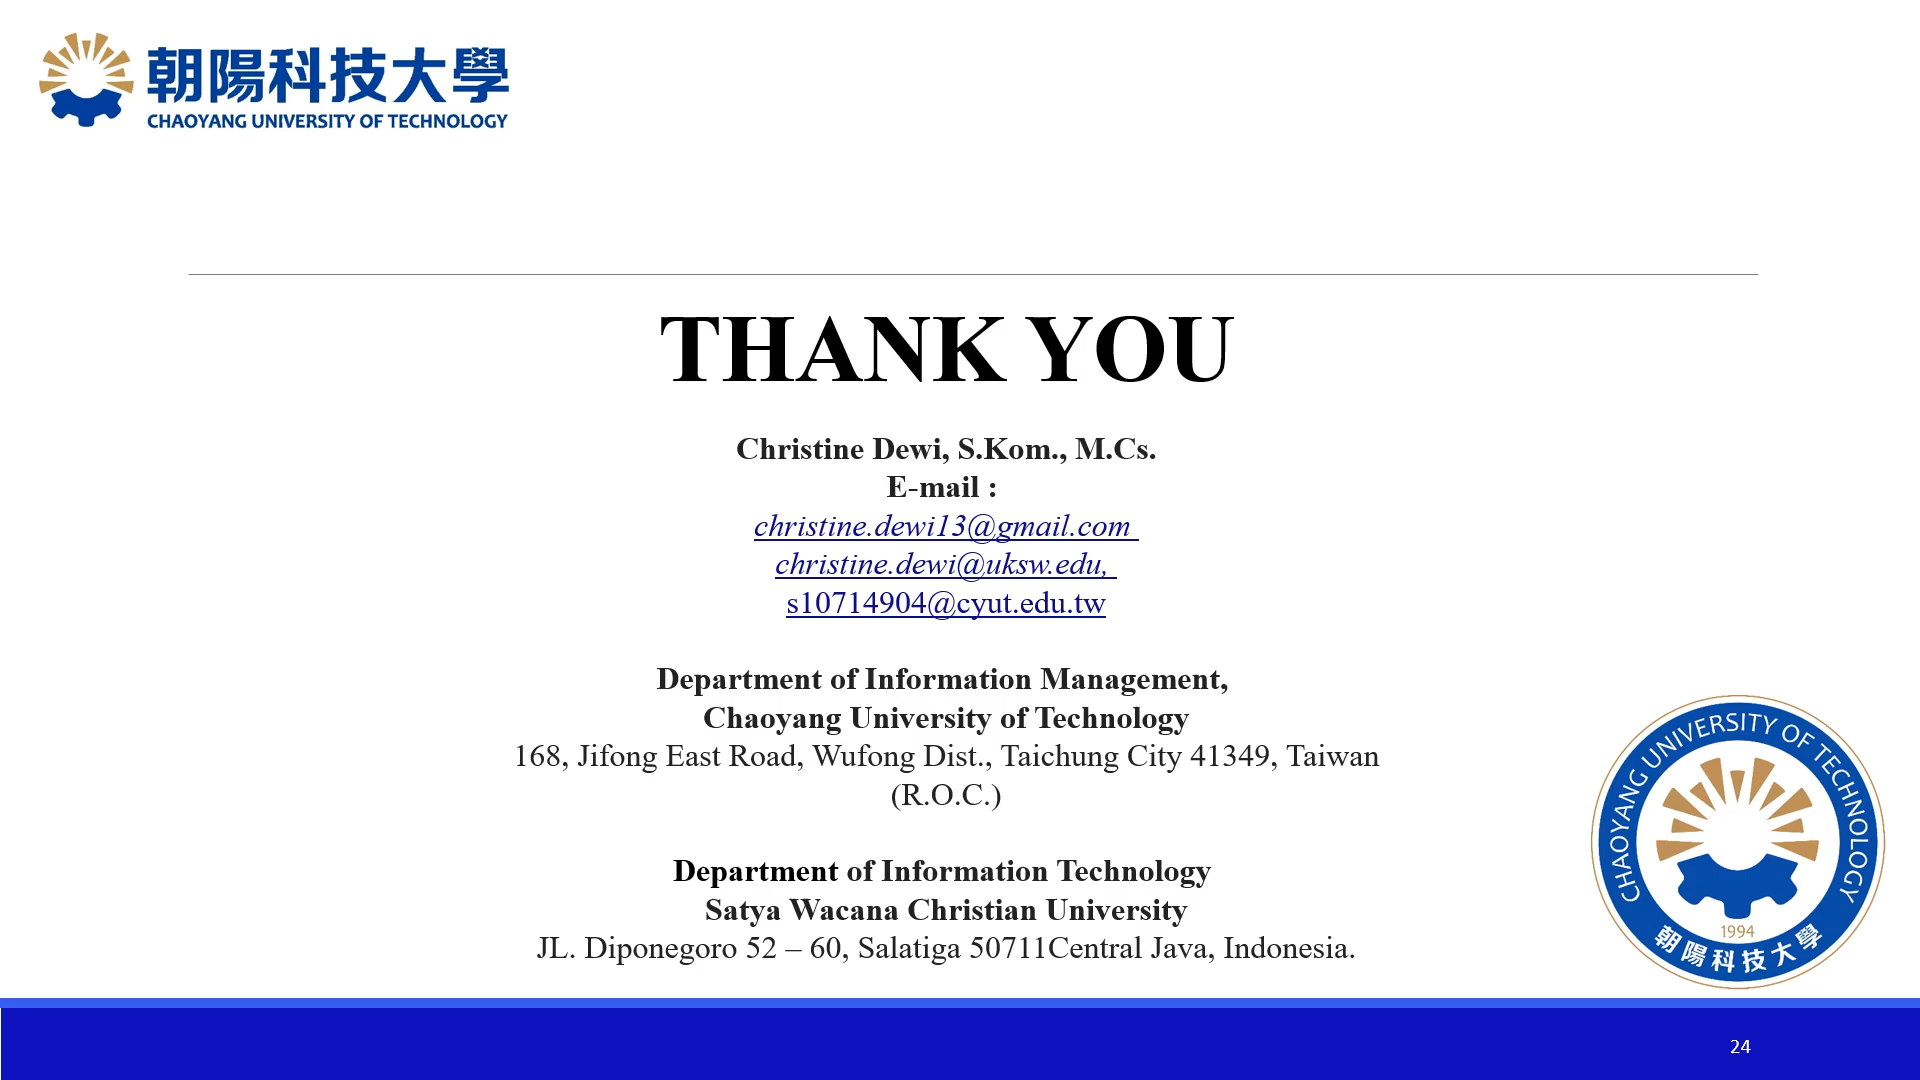 朝陽科技大學
CHAOYANG UNIVERSITY OF TECHNOLOGY
THANK YOU
Christine Dewi, S.Kom., M.Cs.
E-mail :
christine.dewi13@gmail.com
christine.dewi@uksw.edu,
s10714904@cyut.edu.tw
Department of Information Management,
Chaoyang University of Technology
168, Jifong East Road, Wufong Dist., Taichung City 41349, Taiwan
(R.O.C.)
Department of Information Technology
Satya Wacana Christian University
JL. Diponegoro 52 – 60, Salatiga 50711Central Java, Indonesia.
CHAOYANG UNIVERSITY OF TECHNOLOGY
1994
朝陽科技大學
24